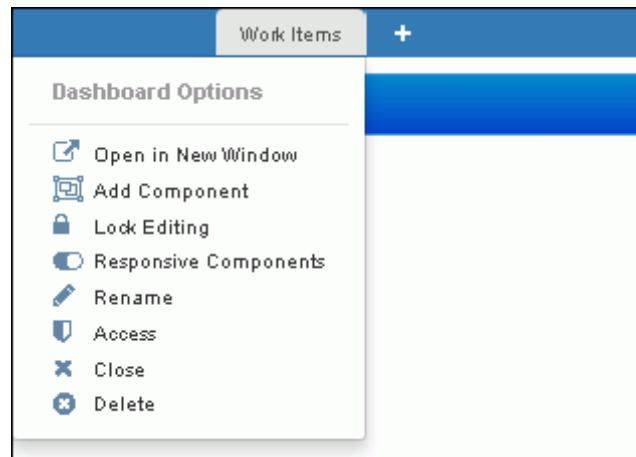 Work Items
Dashboard Options
Open in New Window
Add Component
Lock Editing
Responsive Components
Rename
Access
Close
Delete